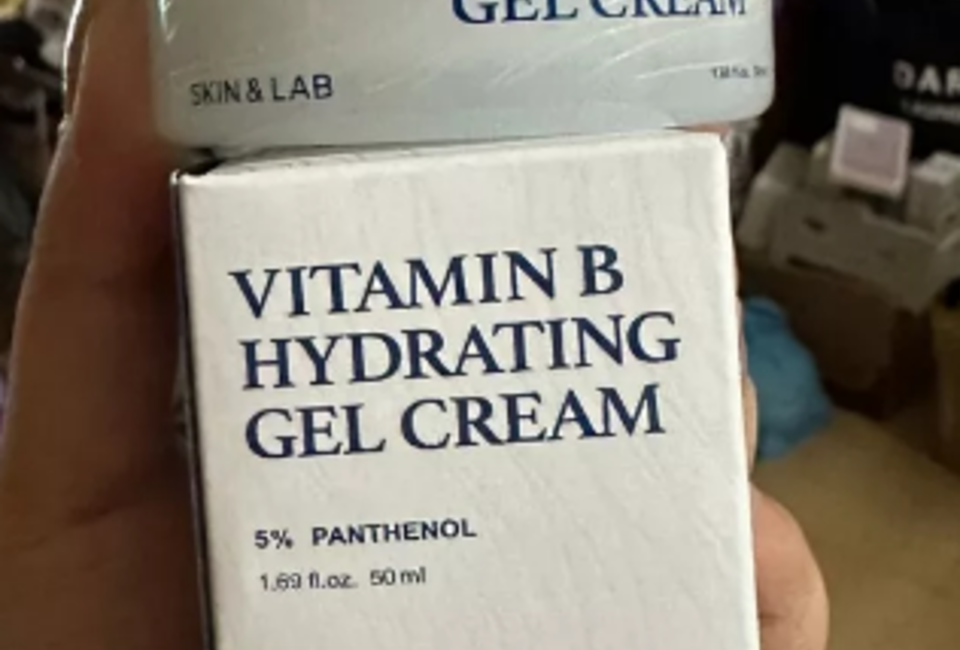 GEL CREAM
SKIN & LAB
VITAMIN B
HYDRATING
GEL CREAM
5% PANTHENOL
1.69 fl.oz. 50 ml